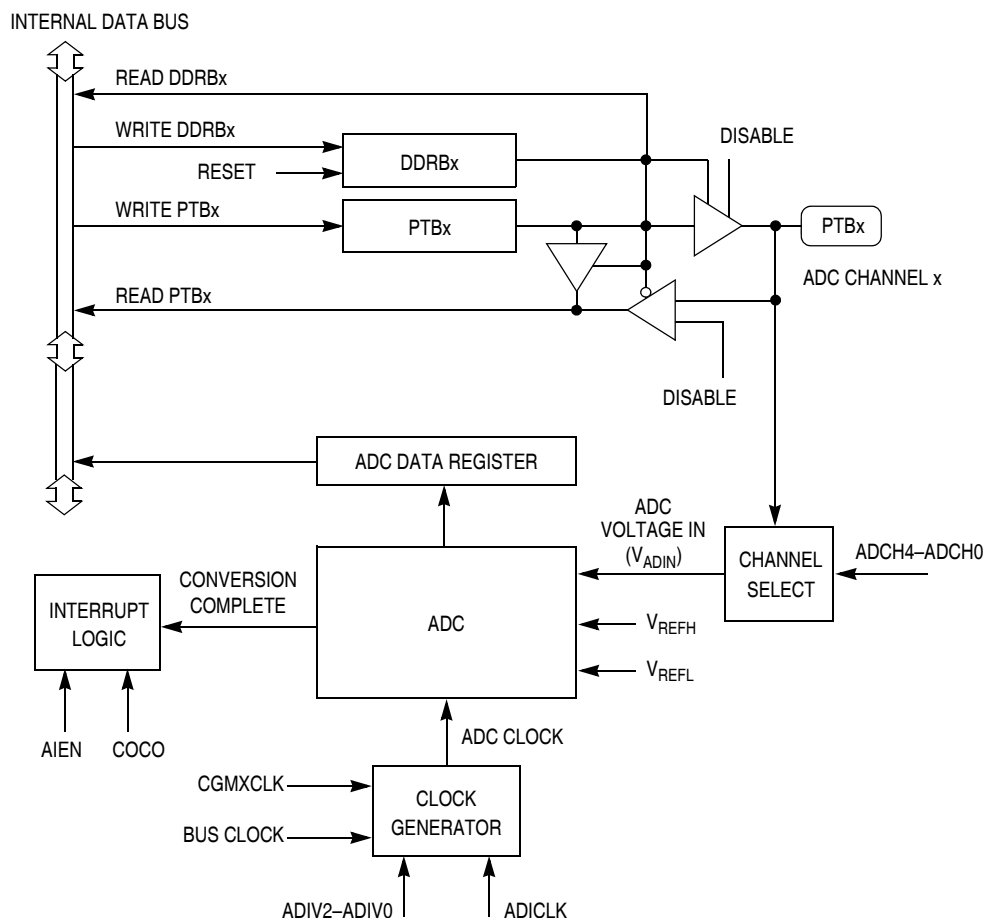 INTERNAL DATA BUS
READ DDRBx
WRITE DDRBx
DISABLE
RESET
DDRBx
WRITE PTBx
PTBx
PTBx
ADC CHANNEL x
READ PTBx
DISABLE
ADC DATA REGISTER
ADC
VOLTAGE IN
(VADIN)
CHANNEL
SELECT
ADCH4–ADCH0
CONVERSION
COMPLETE
INTERRUPT
LOGIC
ADC
VREFH
VREFL
AIEN
COCO
ADC CLOCK
CGMXCLK
CLOCK
GENERATOR
BUS CLOCK
ADIV2–ADIV0
ADICLK